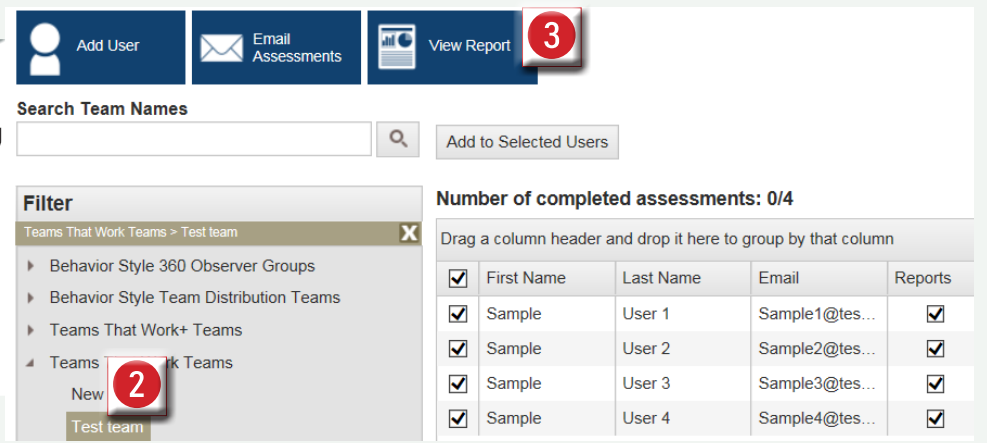 Add User
Email
Assessments
View Report
3
Search Team Names
Add to Selected Users
Filter
Teams That Work Teams > Test team
X
Behavior Style 360 Observer Groups
Behavior Style Team Distribution Teams
Teams That Work+ Teams
Teams Teams
2
New
Test team
Number of completed assessments: 0/4
Drag a column header and drop it here to group by that column
First Name Last Name Email Reports
Sample User 1 Sample1@tes...
Sample User 2 Sample2@tes...
Sample User 3 Sample3@tes...
Sample User 4 Sample4@tes...